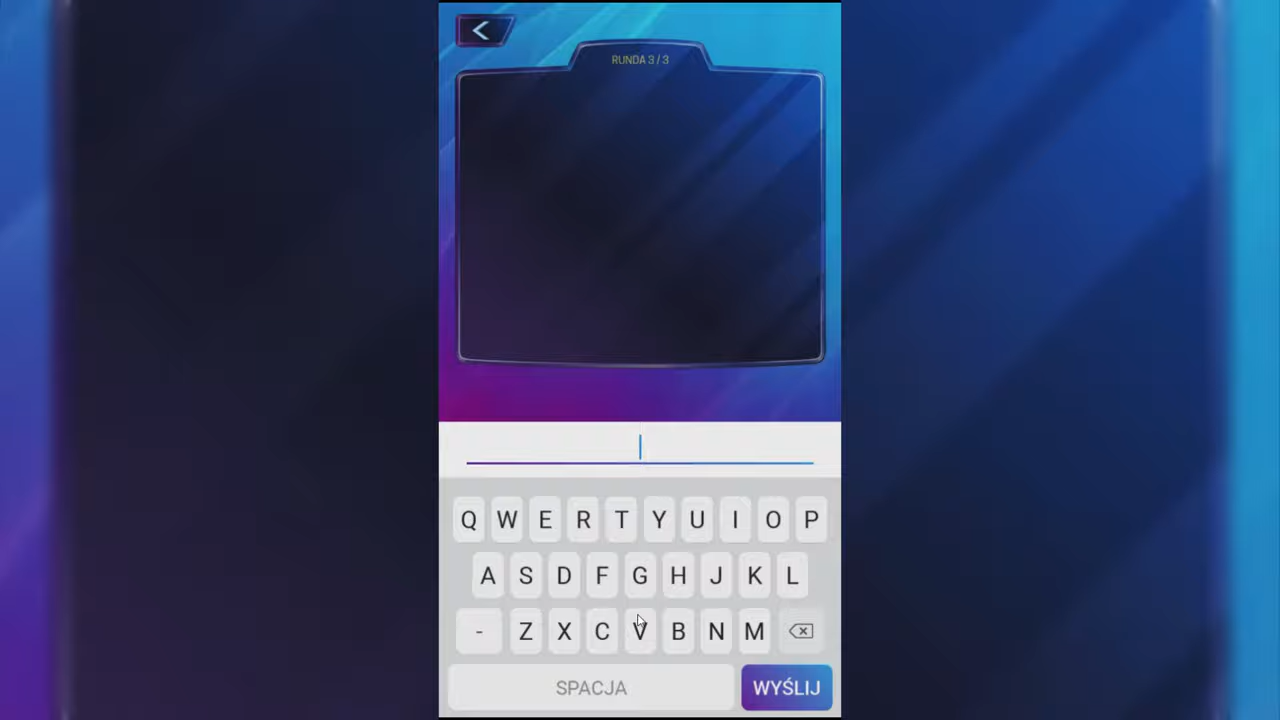 RUNDA 3 / 3
Q W E R T Y U I O P
A S D F G H J K L
- Z X C V B N M
SPACJA WYŚLIJ